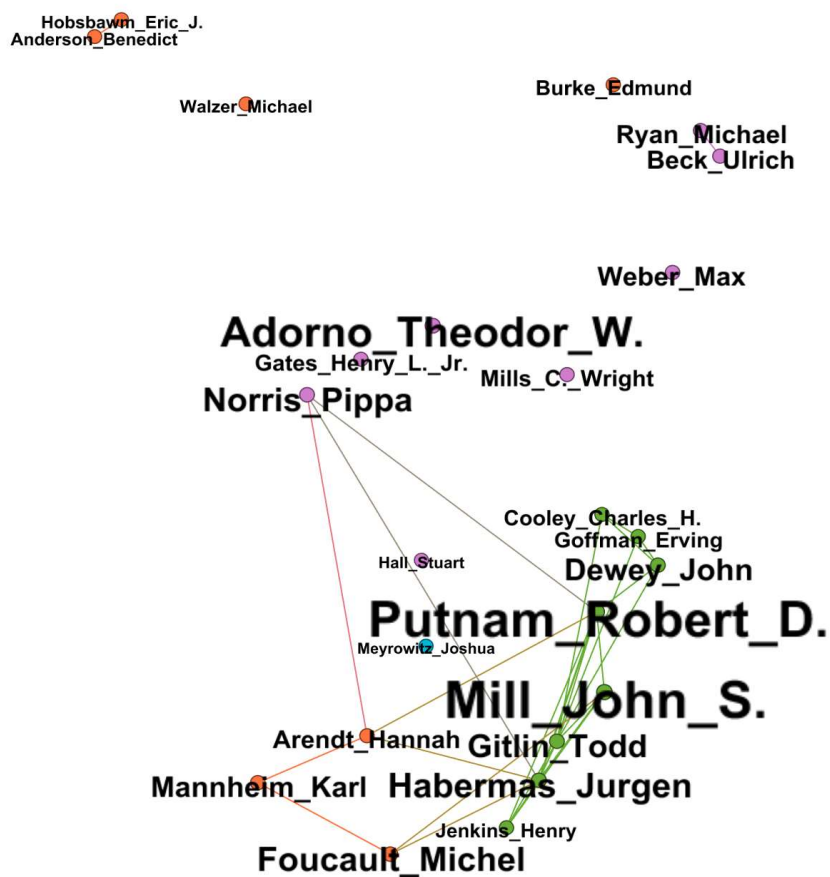 Hobsbawm_Eric_J.
Anderson_Benedict
Burke_Edmund
Walzer_Michael
Ryan_Michael
Beck_Ulrich
Weber_Max
Adorno_Theodor_W.
Gates_Henry_L._Jr.
Mills_C._Wright
Norris_Pippa
Cooley_Charles_H.
Goffman_Erving
Hall_Stuart
Dewey_John
Putnam_Robert_D.
Meyrowitz_Joshua
Mill_John_S.
Arendt_Hannah
Gitlin_Todd
Mannheim_Karl
Habermas_Jurgen
Jenkins_Henry
Foucault_Michel